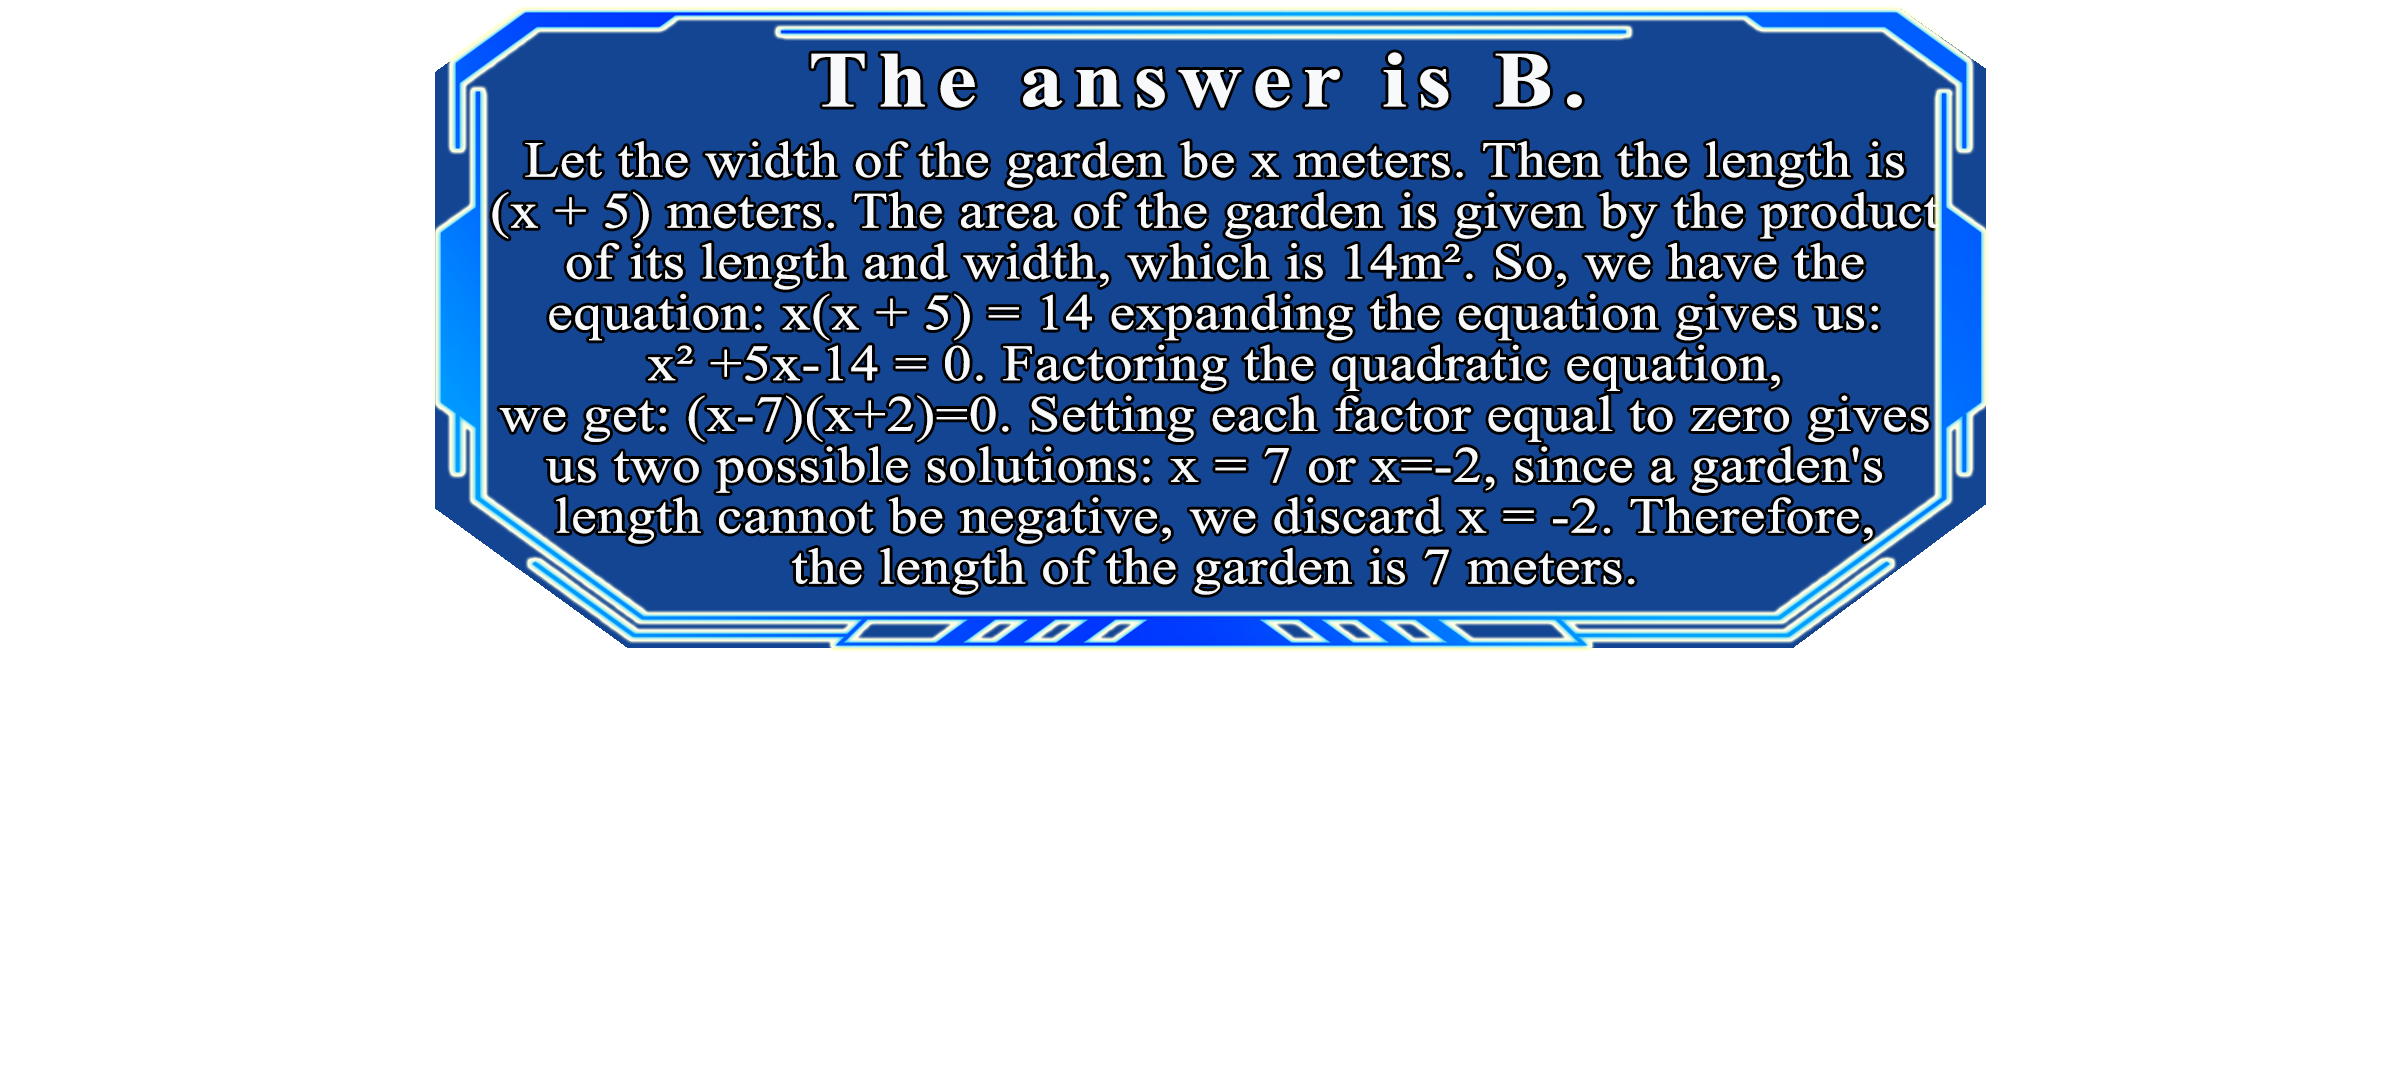 The answer is B.
Let the width of the garden be x meters. Then the length is
(x + 5) meters. The area of the garden is given by the product
of its length and width, which is 14m². So, we have the
equation: x(x + 5) = 14 expanding the equation gives us:
x² +5x-14 = 0. Factoring the quadratic equation,
we get: (x-7)(x+2)=0. Setting each factor equal to zero gives
us two possible solutions: x = 7 or x=-2, since a garden's
length cannot be negative, we discard x = -2. Therefore,
the length of the garden is 7 meters.